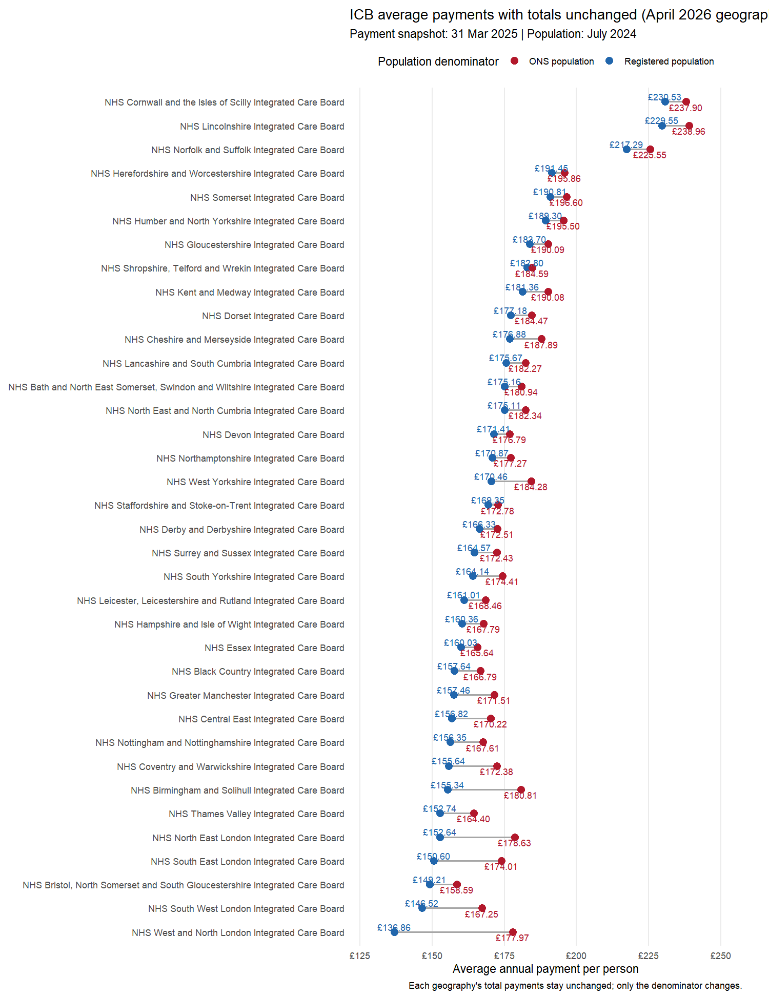 ICB average payments with totals unchanged (April 2026 geograp
Payment snapshot: 31 Mar 2025 | Population: July 2024
Population denominator ONS population Registered population
NHS Cornwall and the Isles of Scilly Integrated Care Board £230.53 £237.90
NHS Lincolnshire Integrated Care Board £229.55 £238.96
NHS Norfolk and Suffolk Integrated Care Board £217.29 £225.55
NHS Herefordshire and Worcestershire Integrated Care Board £191.45 £195.86
NHS Somerset Integrated Care Board £190.81 £196.60
NHS Humber and North Yorkshire Integrated Care Board £189.30 £195.50
NHS Gloucestershire Integrated Care Board £183.70 £190.09
NHS Shropshire, Telford and Wrekin Integrated Care Board £182.80 £184.59
NHS Kent and Medway Integrated Care Board £181.36 £190.08
NHS Dorset Integrated Care Board £177.18 £184.47
NHS Cheshire and Merseyside Integrated Care Board £176.88 £187.89
NHS Lancashire and South Cumbria Integrated Care Board £175.67 £182.27
NHS Bath and North East Somerset, Swindon and Wiltshire Integrated Care Board £175.16 £180.94
NHS North East and North Cumbria Integrated Care Board £175.11 £182.34
NHS Devon Integrated Care Board £171.41 £176.79
NHS Northamptonshire Integrated Care Board £170.87 £177.27
NHS West Yorkshire Integrated Care Board £170.46 £184.28
NHS Staffordshire and Stoke-on-Trent Integrated Care Board £169.35 £172.78
NHS Derby and Derbyshire Integrated Care Board £166.33 £172.51
NHS Surrey and Sussex Integrated Care Board £164.57 £172.43
NHS South Yorkshire Integrated Care Board £164.14 £174.41
NHS Leicester, Leicestershire and Rutland Integrated Care Board £161.01 £168.46
NHS Hampshire and Isle of Wight Integrated Care Board £160.36 £167.79
NHS Essex Integrated Care Board £160.03 £165.64
NHS Black Country Integrated Care Board £157.64 £166.79
NHS Greater Manchester Integrated Care Board £157.46 £171.51
NHS Central East Integrated Care Board £156.82 £170.22
NHS Nottingham and Nottinghamshire Integrated Care Board £156.35 £167.61
NHS Coventry and Warwickshire Integrated Care Board £155.64 £172.38
NHS Birmingham and Solihull Integrated Care Board £155.34 £180.81
NHS Thames Valley Integrated Care Board £152.74 £164.40
NHS North East London Integrated Care Board £152.64 £178.63
NHS South East London Integrated Care Board £150.60 £174.01
NHS Bristol, North Somerset and South Gloucestershire Integrated Care Board £149.21 £158.59
NHS South West London Integrated Care Board £146.52 £167.25
NHS West and North London Integrated Care Board £136.86 £177.97
£125 £150 £175 £200 £225 £250
Average annual payment per person
Each geography's total payments stay unchanged; only the denominator changes.